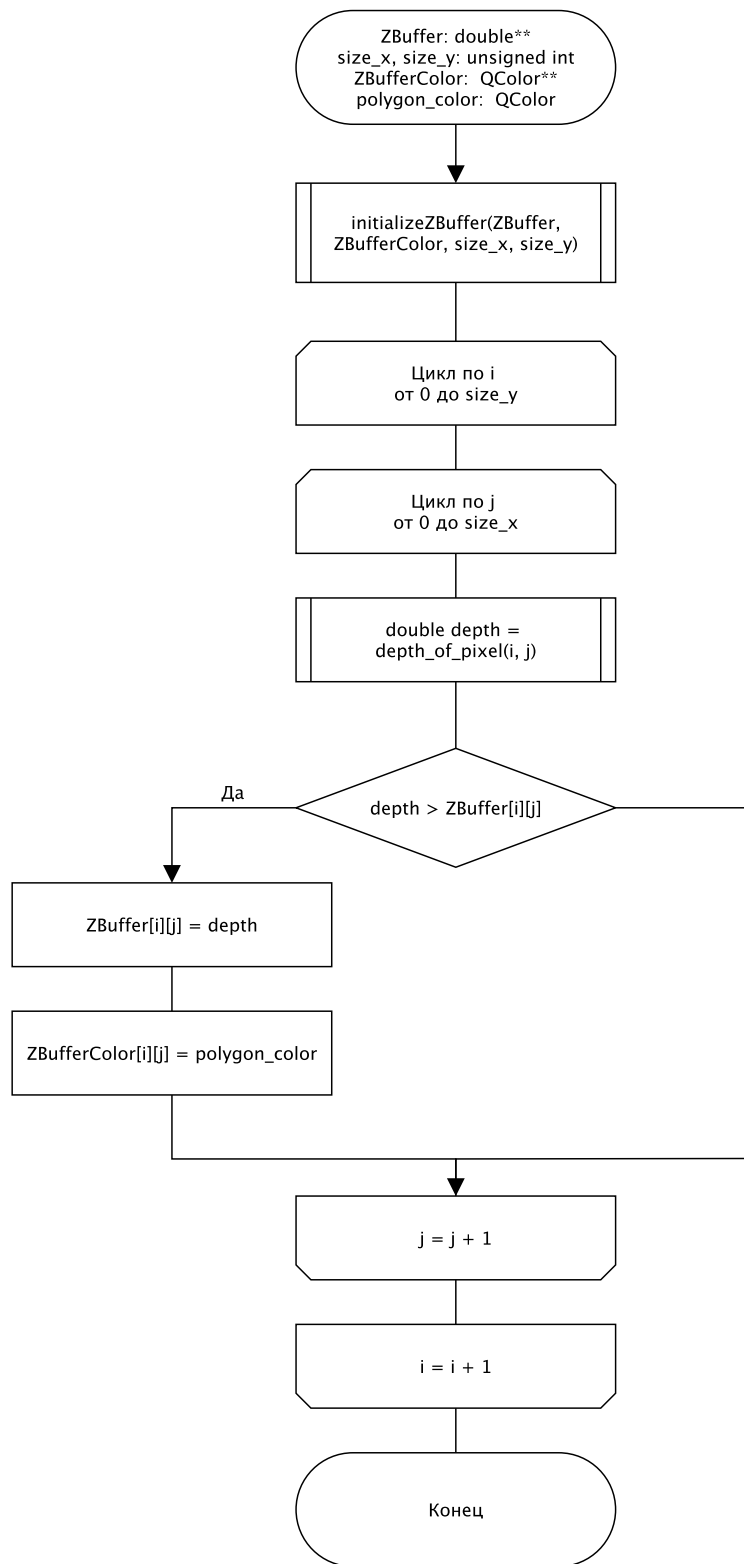 ZBuffer: double**
size_x, size_y: unsigned int
ZBufferColor: QColor**
polygon_color: QColor
initializeZBuffer(ZBuffer,
ZBufferColor, size_x, size_y)
Цикл по i
от 0 до size_y
Цикл по j
от 0 до size_x
double depth =
depth_of_pixel(i, j)
depth > ZBuffer[i][j]
Да
ZBuffer[i][j] = depth
ZBufferColor[i][j] = polygon_color
j = j + 1
i = i + 1
Конец